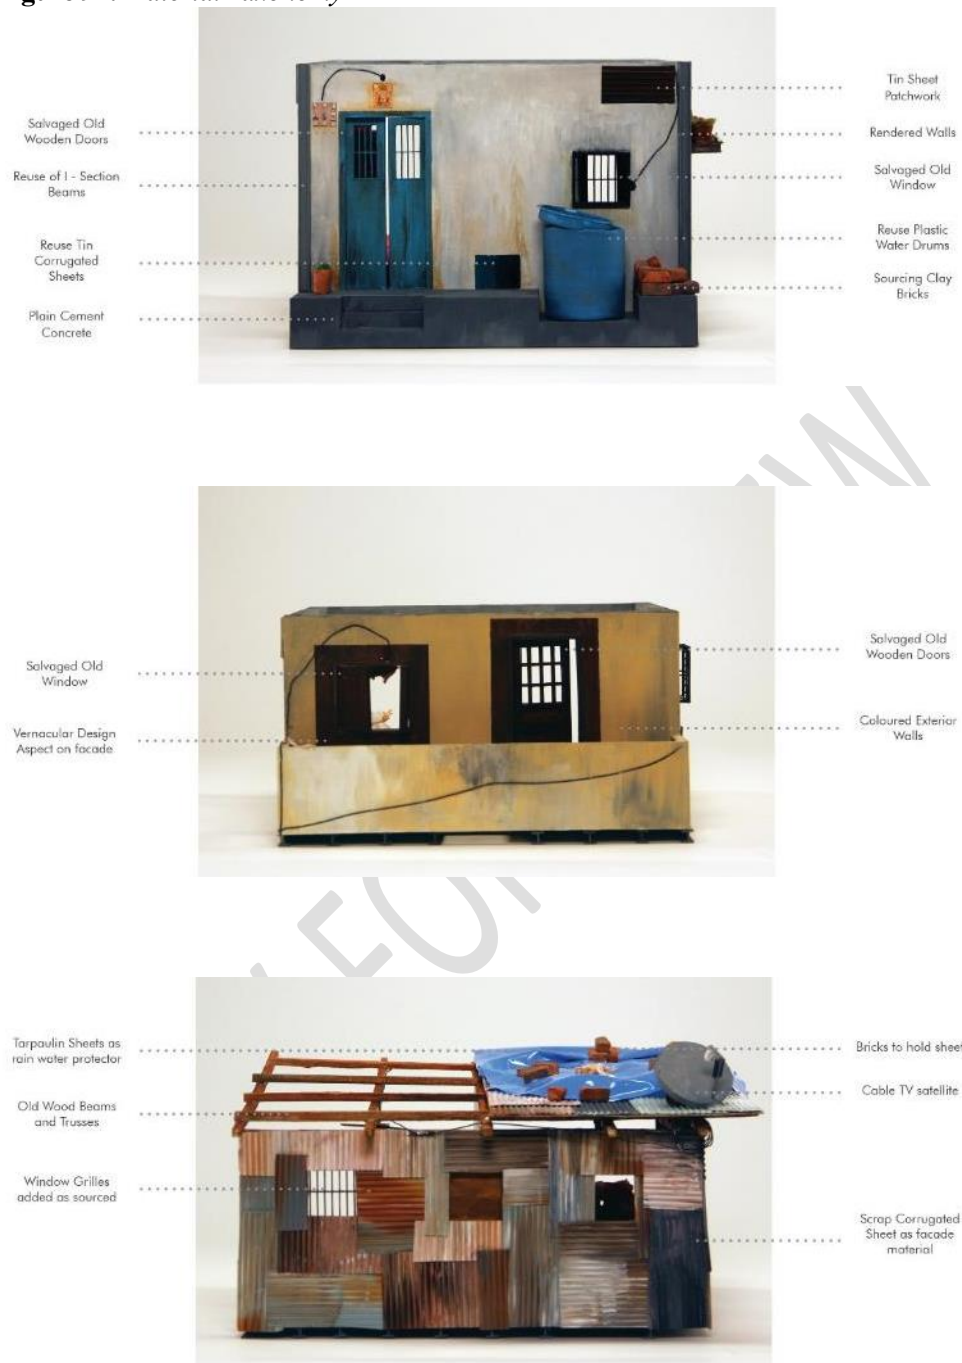 Salvaged Old
Wooden Doors
Reuse of I - Section
Beams
Reuse Tin
Corrugated
Sheets
Plain Cement
Concrete
Tin Sheet
Patchwork
Rendered Walls
Salvaged Old
Window
Reuse Plastic
Water Drums
Sourcing Clay
Bricks
Salvaged Old
Window
Vernacular Design
Aspect on facade
Salvaged Old
Wooden Doors
Coloured Exterior
Walls
Tarpaulin Sheets as
rain water protector
Old Wood Beams
and Trusses
Window Grilles
added as sourced
Bricks to hold sheet
Cable TV satellite
Scrap Corrugated
Sheet as facade
material